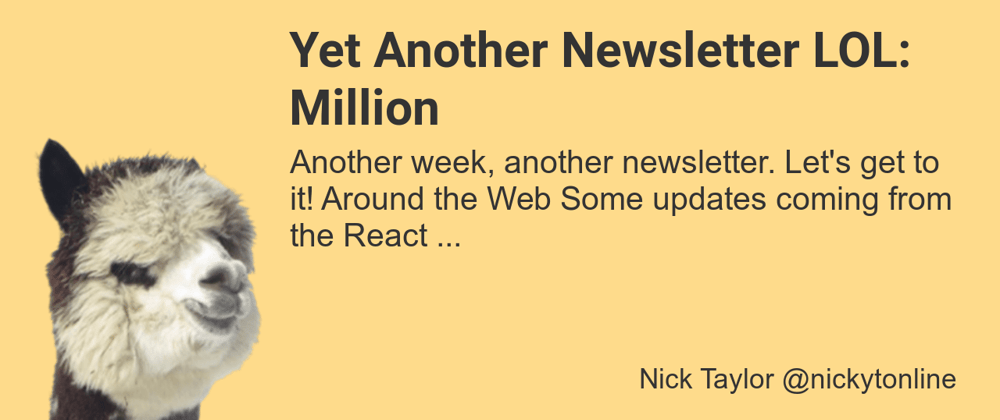 Yet Another Newsletter LOL:
Million
Another week, another newsletter. Let's get to
it! Around the Web Some updates coming from
the React ...
Nick Taylor @nickytonline